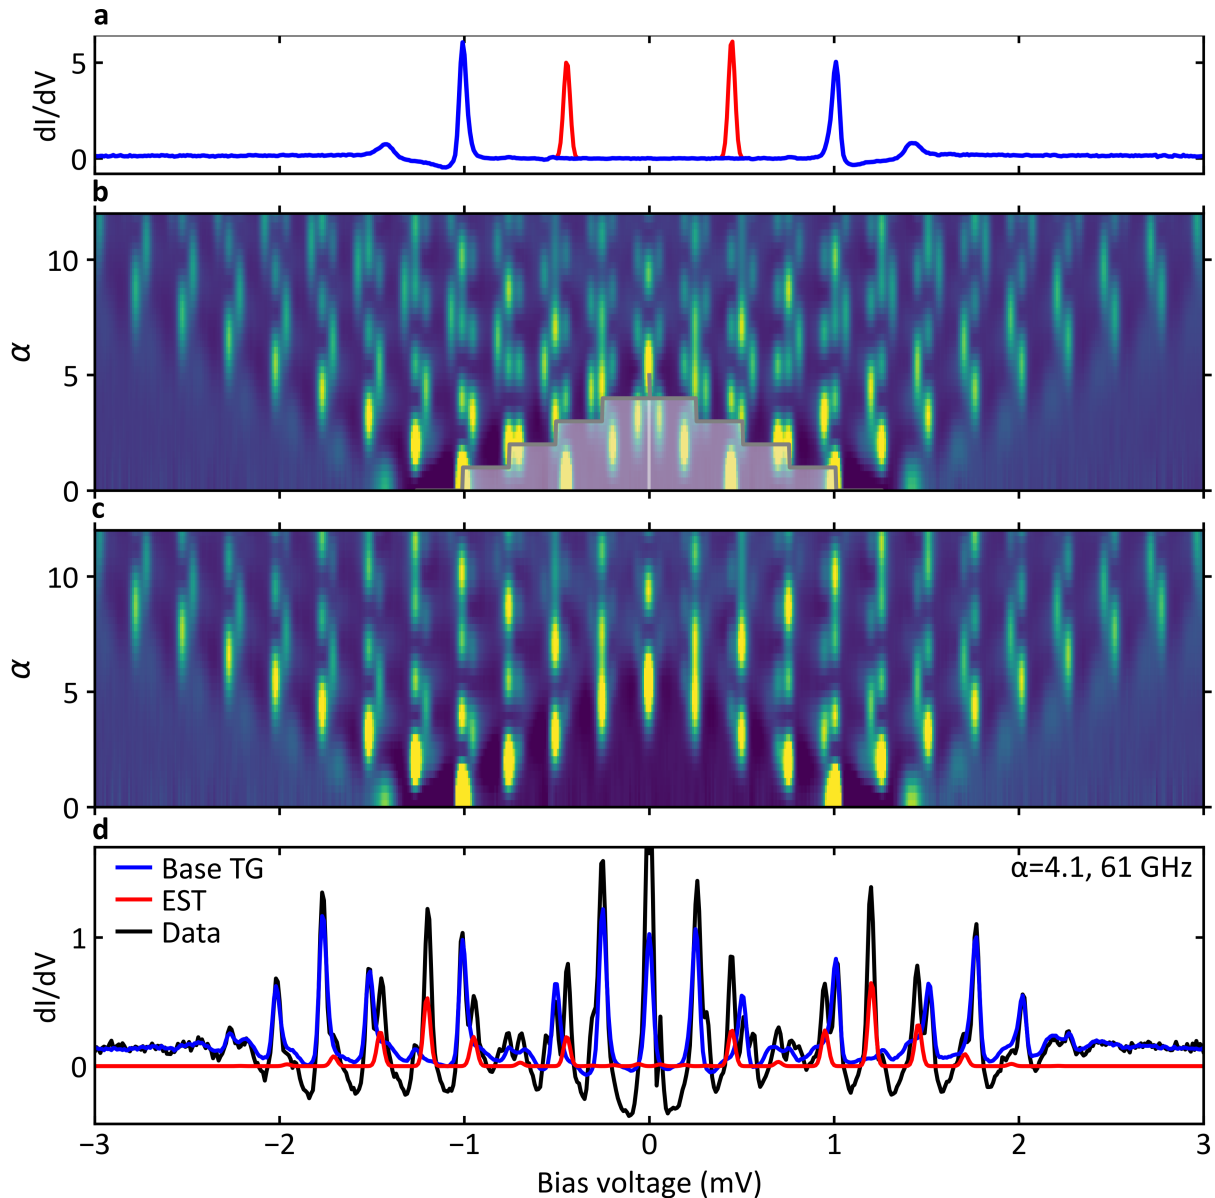 a
5
0
dI/dV
b
10
5
0
α
c
10
5
0
α
d
Base TG
EST
Data
α=4.1, 61 GHz
1
0
dI/dV
−3 −2 −1 0 1 2 3
Bias voltage (mV)